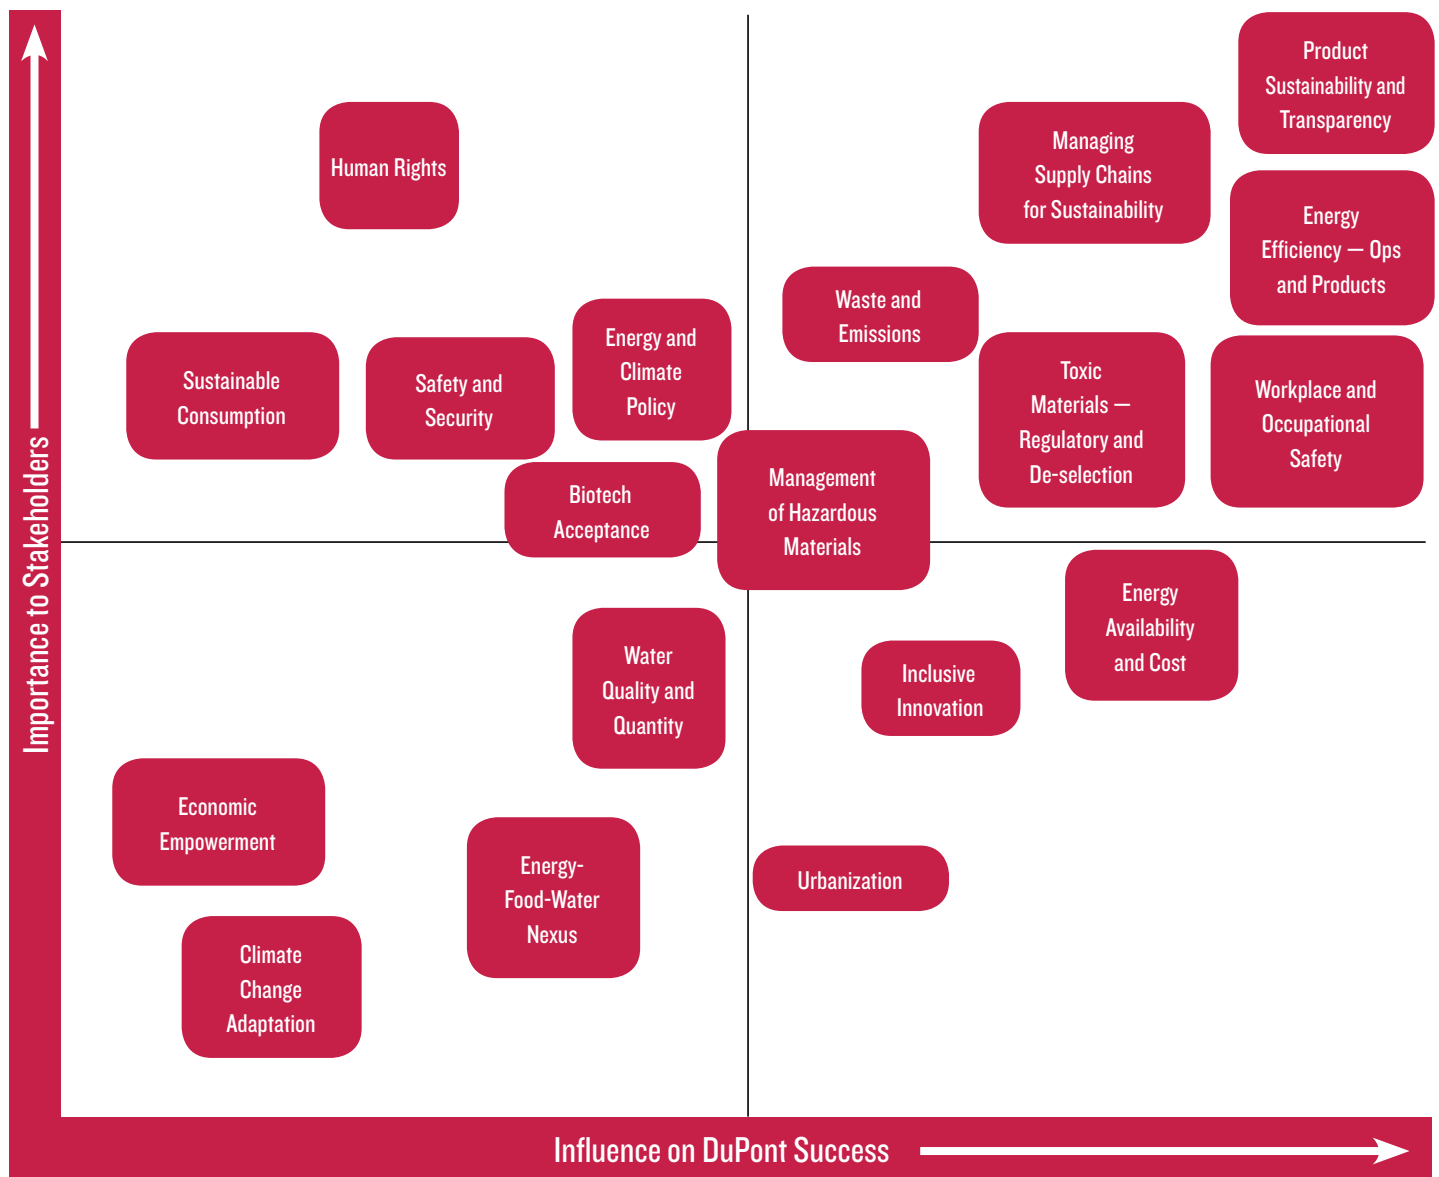 Product
Sustainability and
Transparency
Managing
Supply Chains
for Sustainability
Human Rights
Energy
Efficiency — Ops
and Products
Waste and
Emissions
Energy and
Climate
Policy
Sustainable
Consumption
Safety and
Security
Toxic
Materials —
Regulatory and
De-selection
Workplace and
Occupational
Safety
Management
of Hazardous
Materials
Biotech
Acceptance
Importance to Stakeholders
Energy
Availability
and Cost
Water
Quality and
Quantity
Inclusive
Innovation
Economic
Empowerment
Energy-
Food-Water
Nexus
Urbanization
Climate
Change
Adaptation
Influence on DuPont Success